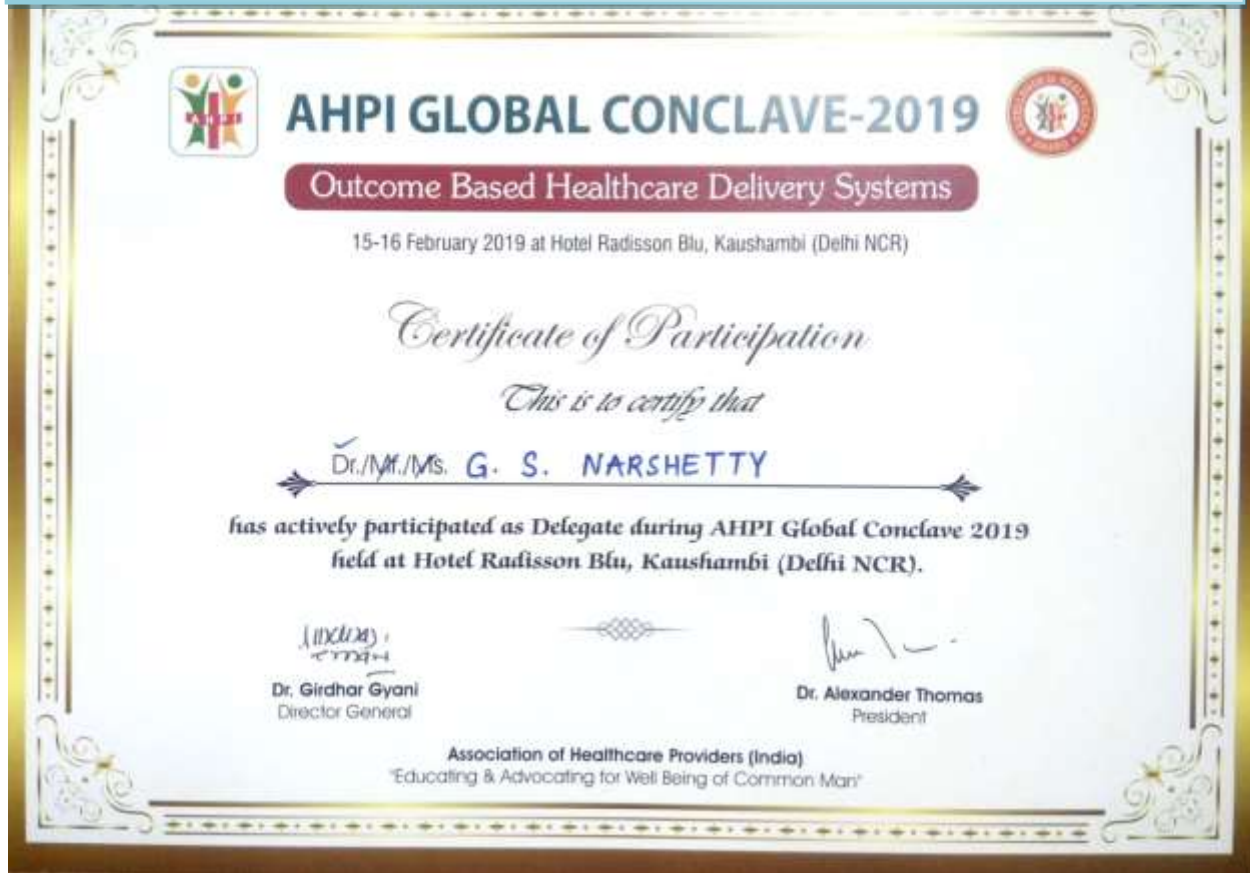 AHPI
AHPI GLOBAL CONCLAVE-2019
Outcome Based Healthcare Delivery Systems
15-16 February 2019 at Hotel Radisson Blu, Kaushambi (Delhi NCR)
Certificate of Participation
This is to certify that
Dr./Mr./Ms. G. S. NARSHETTY
has actively participated as Delegate during AHPI Global Conclave 2019
held at Hotel Radisson Blu, Kaushambi (Delhi NCR).
Dr. Girdhar Gyani
Director General
Dr. Alexander Thomas
President
Association of Healthcare Providers (India)
"Educating & Advocating for Well Being of Common Man"